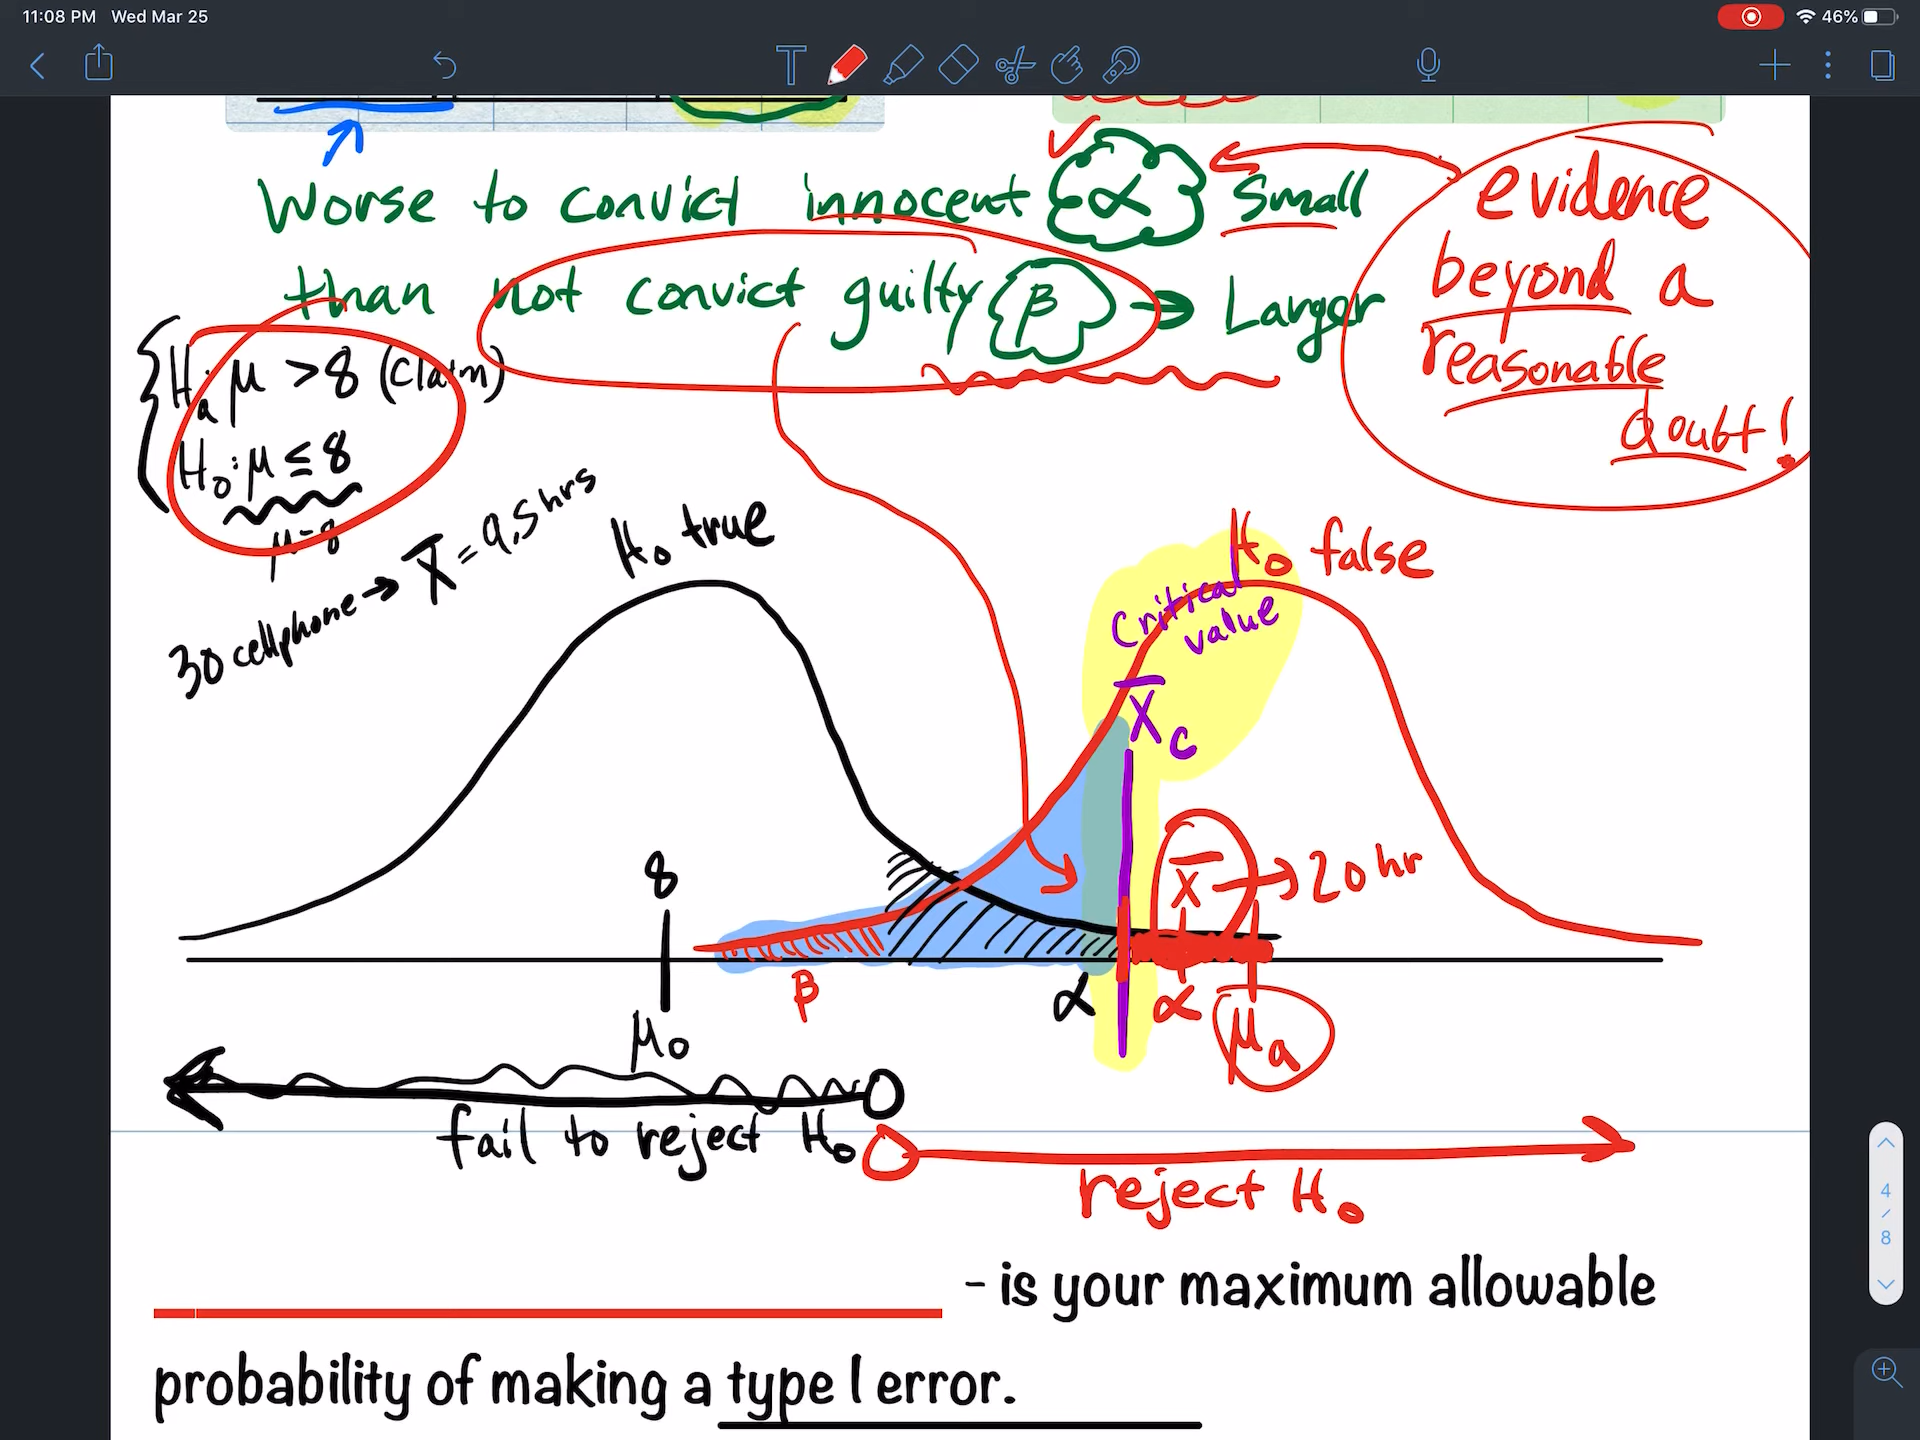 11:08 PM Wed Mar 25
46%
T
Worse to convict innocent α Small
than not convict guilty β → Larger
evidence
beyond a
reasonable
doubt!
Ha: μ > 8 (Claim)
H0: μ ≤ 8
μ=8
30 cellphone → X̄ = 9.5 hrs
H0 true
H0 false
Critical
value
X̄c
8
X̄ → 20 hr
β
α
α
μ0
μa
fail to reject H0
reject H0
4
/
8
- is your maximum allowable
probability of making a type I error.